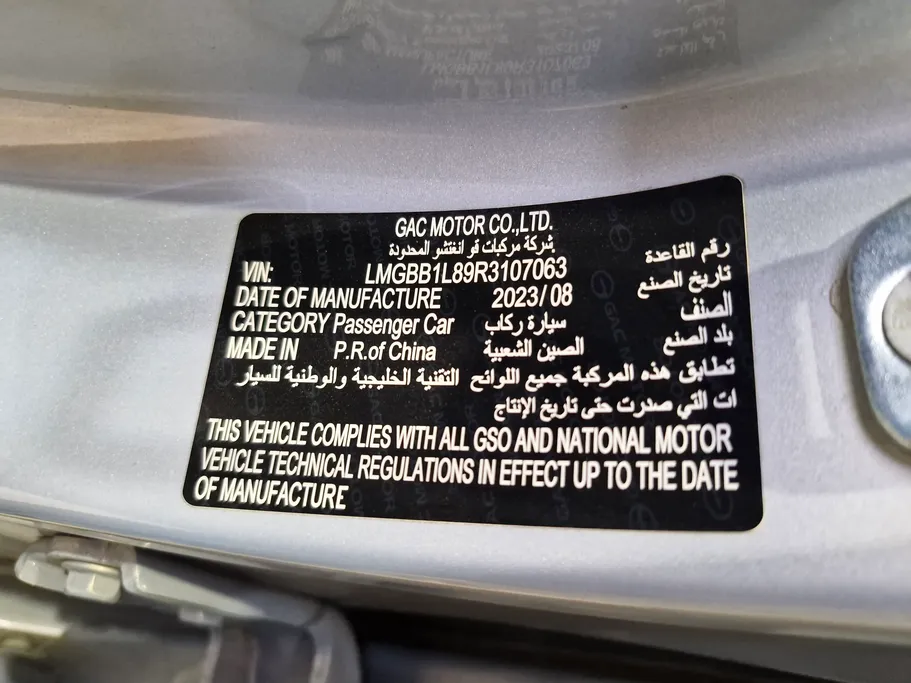 GAC MOTOR CO.,LTD.
شركة مركبات قوانغتشو المحدودة
VIN: LMGBB1L89R3107063 رقم القاعدة
DATE OF MANUFACTURE 2023/08 تاريخ الصنع
CATEGORY Passenger Car سيارة ركاب الصنف
MADE IN P.R.of China الصين الشعبية بلد الصنع
تطابق هذه المركبة جميع اللوائح التقنية الخليجية والوطنية للسيار
ات التي صدرت حتى تاريخ الإنتاج
THIS VEHICLE COMPLIES WITH ALL GSO AND NATIONAL MOTOR
VEHICLE TECHNICAL REGULATIONS IN EFFECT UP TO THE DATE
OF MANUFACTURE